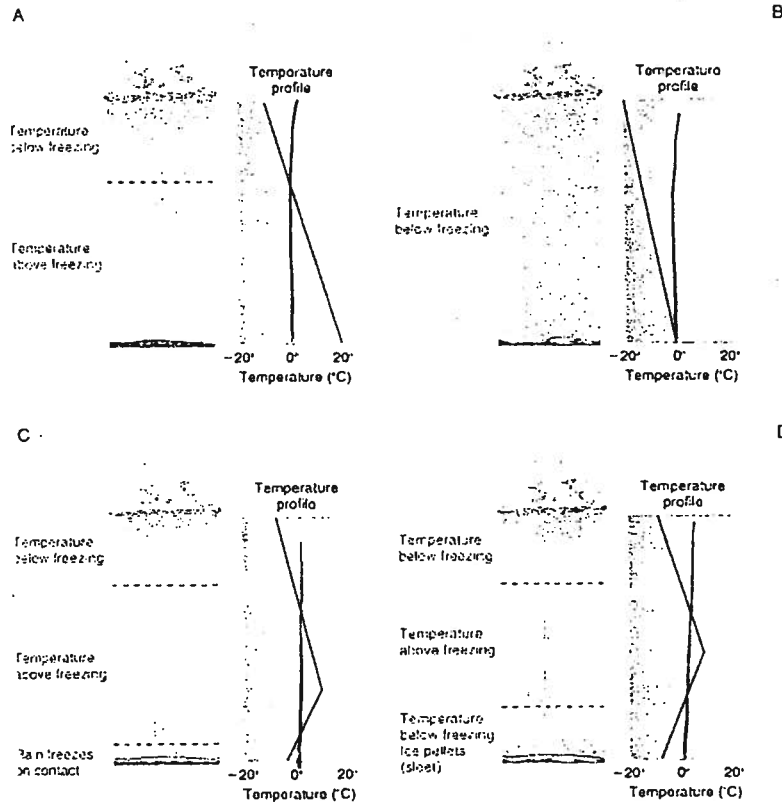 A
Temperature
profile
Temperature
below freezing
Temperature
above freezing
−20° 0° 20°
Temperature (°C)
B
Temperature
profile
Temperature
below freezing
−20° 0° 20°
Temperature (°C)
C
Temperature
profile
Temperature
below freezing
Temperature
above freezing
Rain freezes
on contact
−20° 0° 20°
Temperature (°C)
D
Temperature
profile
Temperature
below freezing
Temperature
above freezing
Temperature
below freezing
Ice pellets
(sleet)
−20° 0° 20°
Temperature (°C)